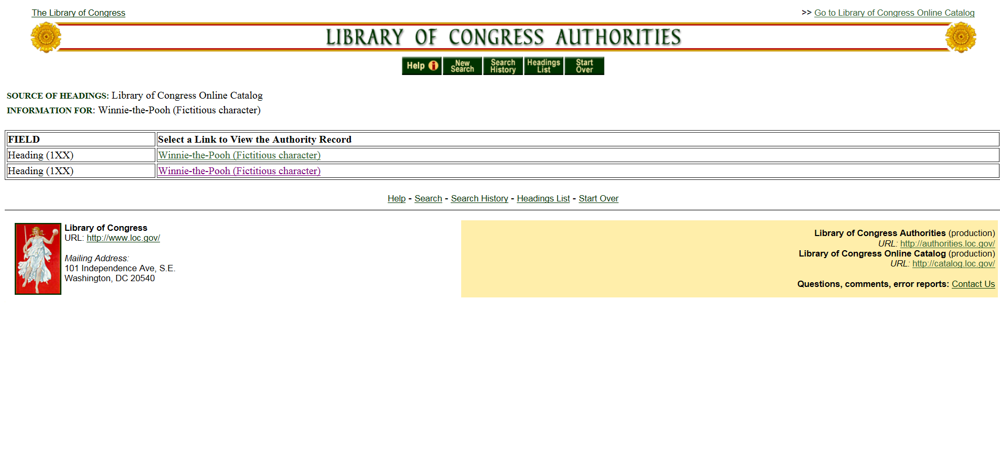 The Library of Congress
>> Go to Library of Congress Online Catalog
LIBRARY OF CONGRESS AUTHORITIES
Help i
New Search
Search History
Headings List
Start Over
SOURCE OF HEADINGS: Library of Congress Online Catalog
INFORMATION FOR: Winnie-the-Pooh (Fictitious character)
FIELD Select a Link to View the Authority Record
Heading (1XX) Winnie-the-Pooh (Fictitious character)
Heading (1XX) Winnie-the-Pooh (Fictitious character)
Help - Search - Search History - Headings List - Start Over
Library of Congress
URL: http://www.loc.gov/
Mailing Address:
101 Independence Ave, S.E.
Washington, DC 20540
Library of Congress Authorities (production)
URL: http://authorities.loc.gov/
Library of Congress Online Catalog (production)
URL: http://catalog.loc.gov/
Questions, comments, error reports: Contact Us